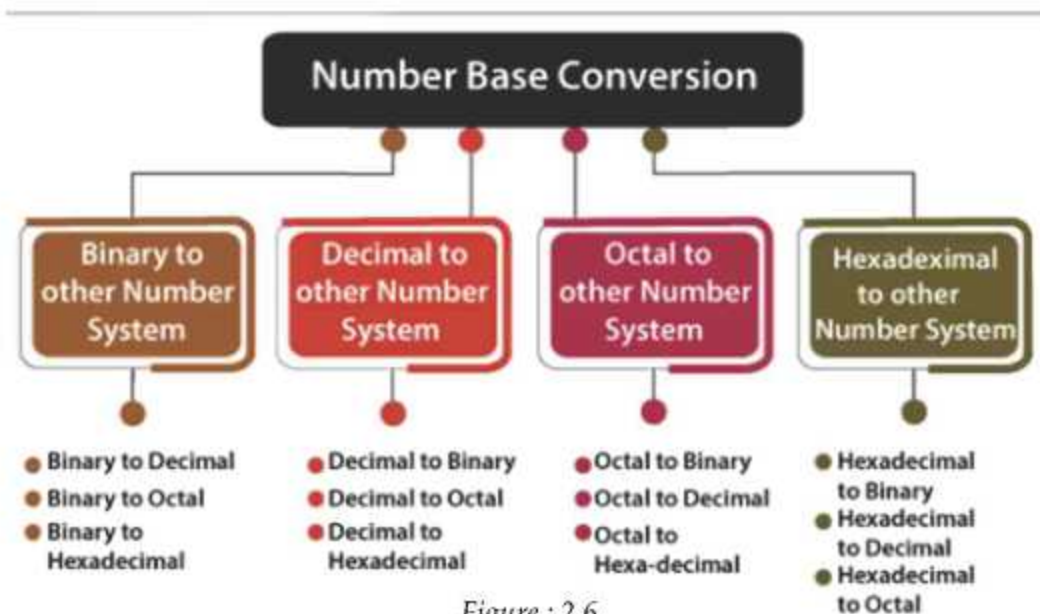 Number Base Conversion
Binary to
other Number
System
Decimal to
other Number
System
Octal to
other Number
System
Hexadeximal
to other
Number System
Binary to Decimal
Binary to Octal
Binary to
Hexadecimal
Decimal to Binary
Decimal to Octal
Decimal to
Hexadecimal
Octal to Binary
Octal to Decimal
Octal to
Hexa-decimal
Hexadecimal
to Binary
Hexadecimal
to Decimal
Hexadecimal
to Octal
Figure : 2.6